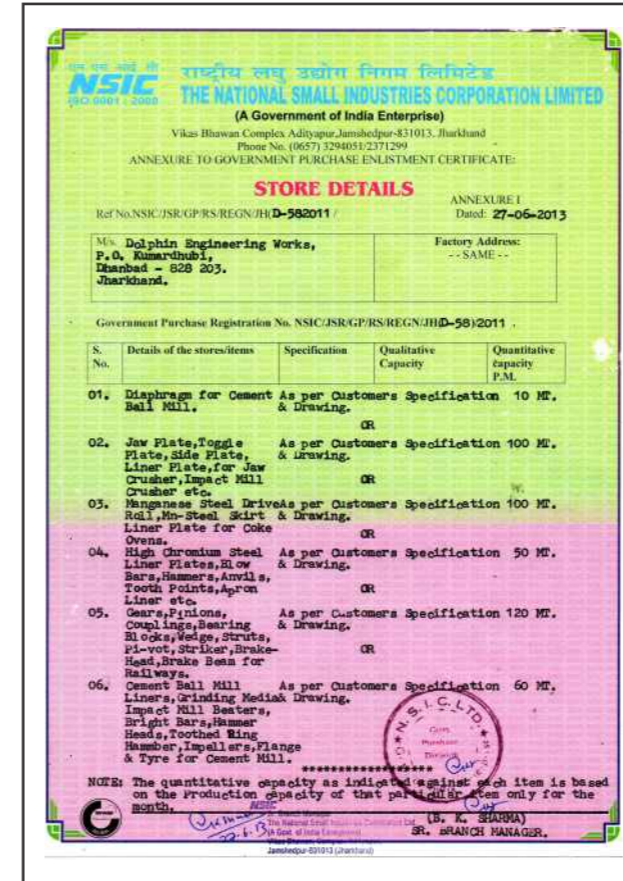 एन एस आई सी
NSIC
ISO 9001 : 2008
राष्ट्रीय लघु उद्योग निगम लिमिटेड
THE NATIONAL SMALL INDUSTRIES CORPORATION LIMITED
(A Government of India Enterprise)
Vikas Bhawan Complex Adityapur,Jamshedpur-831013. Jharkhand
Phone No. (0657) 3294051/2371299
ANNEXURE TO GOVERNMENT PURCHASE ENLISTMENT CERTIFICATE:
STORE DETAILS
ANNEXURE I
Ref No.NSIC/JSR/GP/RS/REGN/JH(D-582011 /
Dated: 27-06-2013
M/s. Dolphin Engineering Works,
P.O. Kumardhubi,
Dhanbad - 828 203.
Jharkhand.
Factory Address:
-- SAME --
Government Purchase Registration No. NSIC/JSR/GP/RS/REGN/JH(D-58)/2011 .
S. No. Details of the stores/items Specification Qualitative Capacity Quantitative capacity P.M.
01. Diaphragm for Cement As per Customers Specification 10 MT.
Ball Mill. & Drawing.
OR
02. Jaw Plate,Toggle As per Customers Specification 100 MT.
Plate,Side Plate, & Drawing.
Liner Plate,for Jaw
Crusher,Impact Mill OR
Crusher etc.
03. Manganese Steel Drive As per Customers Specification 100 MT.
Roll,Mn-Steel Skirt & Drawing.
Liner Plate for Coke
Ovens. OR
04. High Chromium Steel As per Customers Specification 50 MT.
Liner Plates,Blow & Drawing.
Bars,Hammers,Anvils,
Tooth Points,Apron OR
Liner etc.
05. Gears,Pinions, As per Customers Specification 120 MT.
Couplings,Bearing & Drawing.
Blocks,Wedge,Struts,
Pi-vot,Striker,Brake- OR
Head,Brake Beam for
Railways.
06. Cement Ball Mill As per Customers Specification 60 MT.
Liners,Grinding Media & Drawing.
Impact Mill Beaters,
Bright Bars,Hammer
Heads,Toothed Ring
Hammber,Impellers,Flange
& Tyre for Cement Mill.
N.S.I.C. LTD.
Purchase
NOTE: The quantitative capacity as indicated against each item is based
on the Production capacity of that particular item only for the
month.
NSIC
(B. K. SHARMA)
SR. BRANCH MANAGER.
Jamshedpur-831013 (Jharkhand)